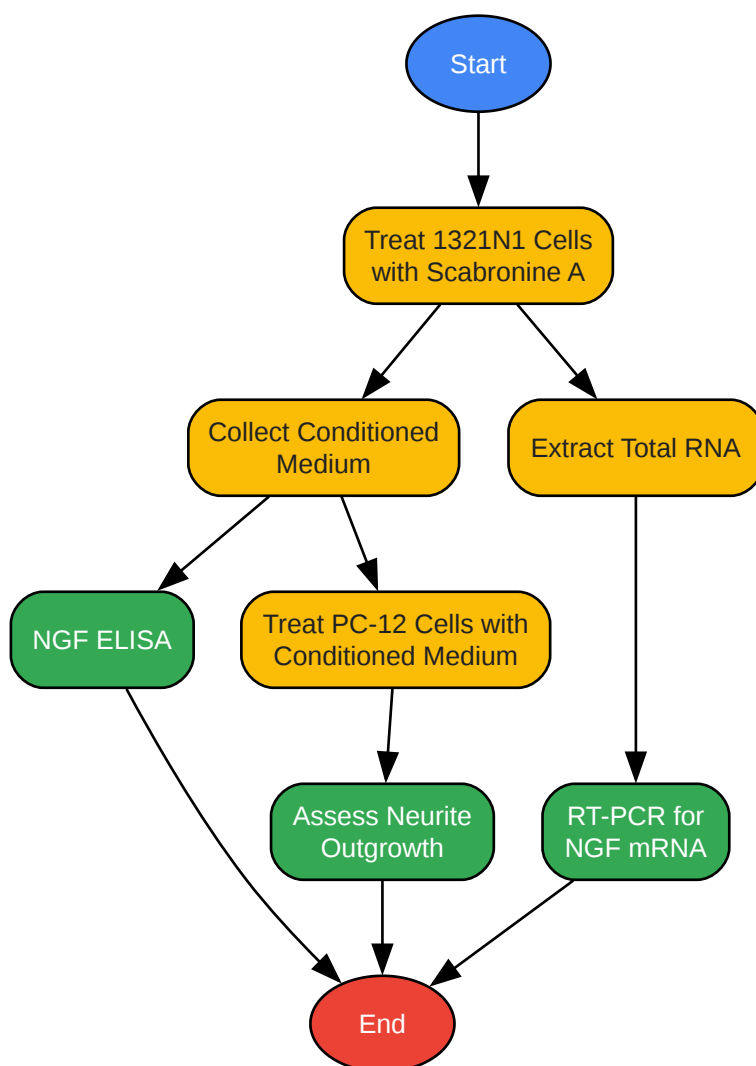 Start
Treat 1321N1 Cells
with Scabronine A
Collect Conditioned
Medium
Extract Total RNA
NGF ELISA
Treat PC-12 Cells with
Conditioned Medium
Assess Neurite
Outgrowth
RT-PCR for
NGF mRNA
End